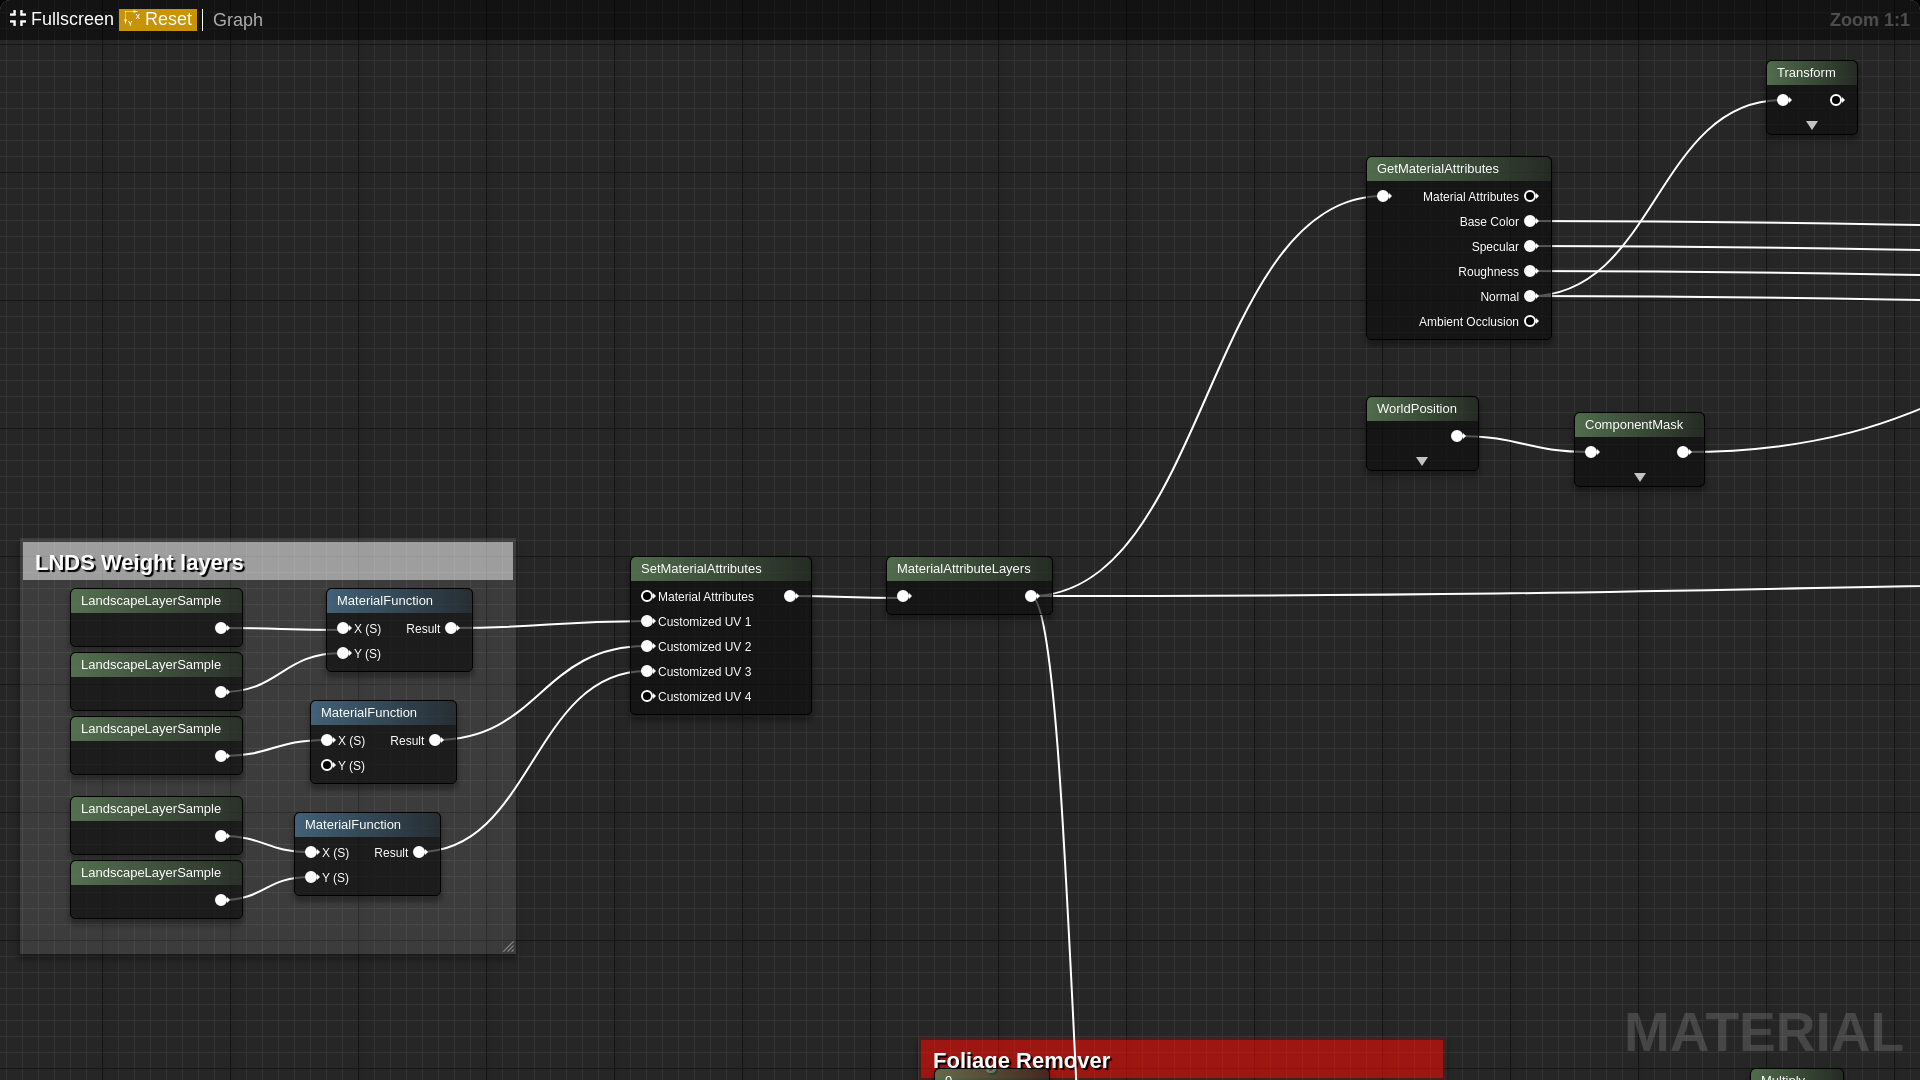 Fullscreen Reset Graph Zoom 1:1
Transform
GetMaterialAttributes
Material Attributes
Base Color
Specular
Roughness
Normal
Ambient Occlusion
WorldPosition
ComponentMask
LNDS Weight layers
LandscapeLayerSample
LandscapeLayerSample
LandscapeLayerSample
LandscapeLayerSample
LandscapeLayerSample
MaterialFunction
X (S) Result
Y (S)
MaterialFunction
X (S) Result
Y (S)
MaterialFunction
X (S) Result
Y (S)
SetMaterialAttributes
Material Attributes
Customized UV 1
Customized UV 2
Customized UV 3
Customized UV 4
MaterialAttributeLayers
MATERIAL
Foliage Remover
0
Multiply